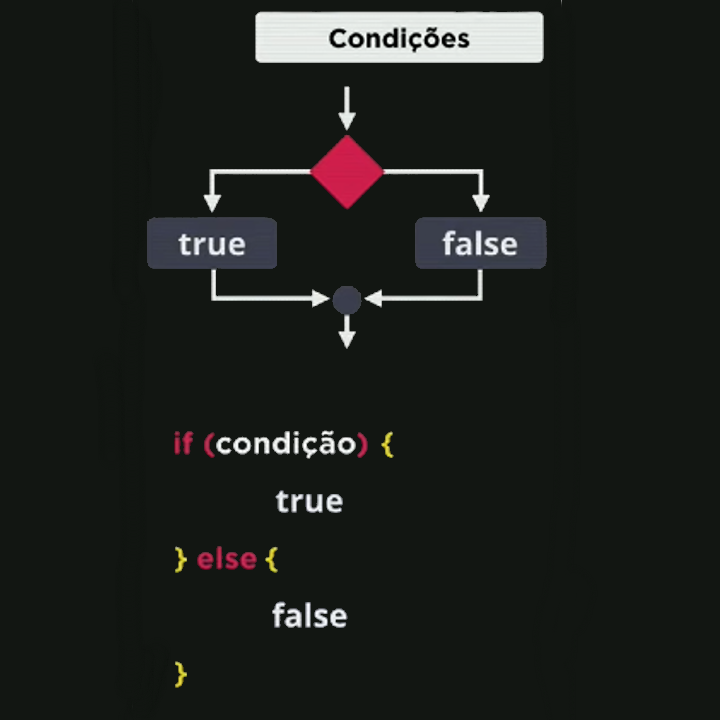 Condições
true
false
if (condição) {
true
} else {
false
}